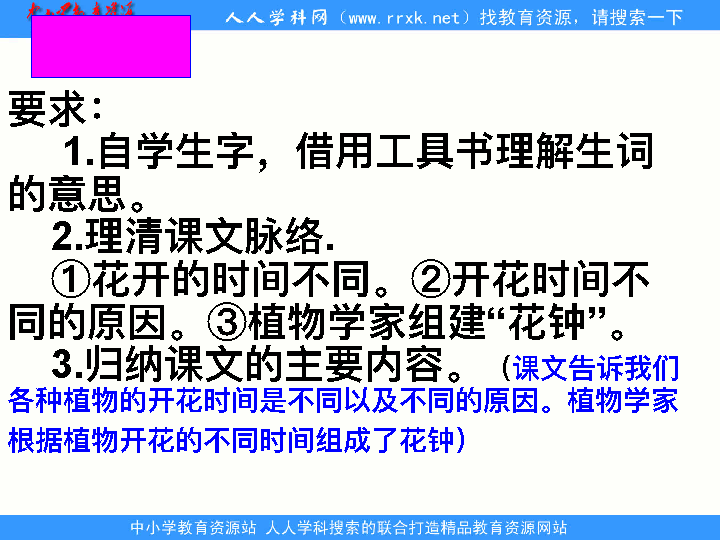 人人学科网（www.rrxk.net）找教育资源，请搜索一下
要求：
1.自学生字，借用工具书理解生词
的意思。
2.理清课文脉络.
①花开的时间不同。②开花时间不
同的原因。③植物学家组建“花钟”。
3.归纳课文的主要内容。（课文告诉我们
各种植物的开花时间是不同以及不同的原因。植物学家
根据植物开花的不同时间组成了花钟）
中小学教育资源站 人人学科搜索的联合打造精品教育资源网站